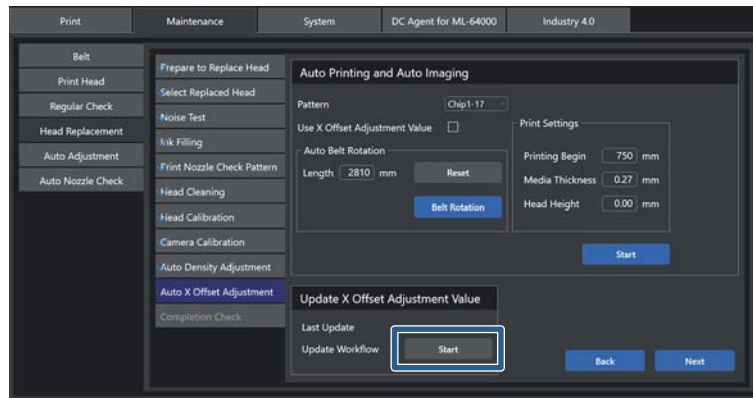 Print Maintenance System DC Agent for ML-64000 Industry 4.0
Belt
Print Head
Regular Check
Head Replacement
Auto Adjustment
Auto Nozzle Check
Prepare to Replace Head
Select Replaced Head
Noise Test
Ink Filling
Print Nozzle Check Pattern
Head Cleaning
Head Calibration
Camera Calibration
Auto Density Adjustment
Auto X Offset Adjustment
Completion Check
Auto Printing and Auto Imaging
Pattern Chip1-17
Use X Offset Adjustment Value
Auto Belt Rotation
Length 2810 mm Reset
Belt Rotation
Print Settings
Printing Begin 750 mm
Media Thickness 0.27 mm
Head Height 0.00 mm
Start
Update X Offset Adjustment Value
Last Update
Update Workflow Start
Back Next